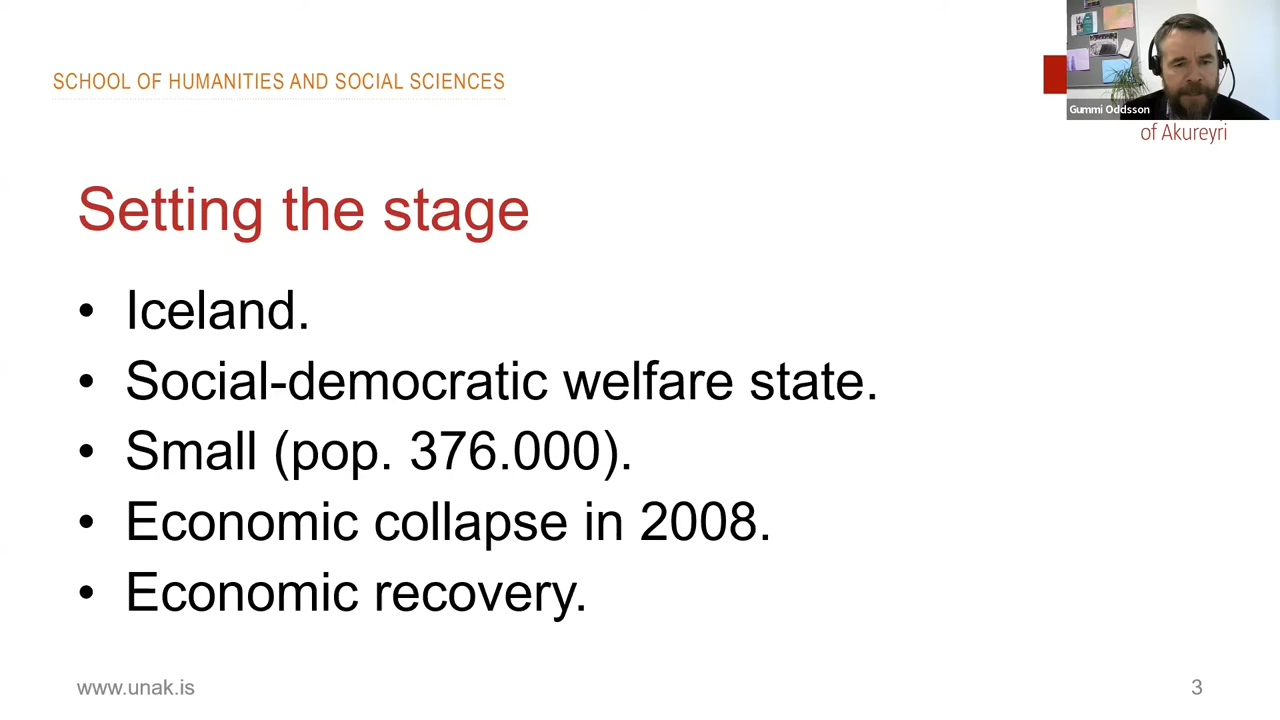 SCHOOL OF HUMANITIES AND SOCIAL SCIENCES
Gummi Oddsson
of Akureyri
Setting the stage
• Iceland.
• Social-democratic welfare state.
• Small (pop. 376.000).
• Economic collapse in 2008.
• Economic recovery.
www.unak.is
3